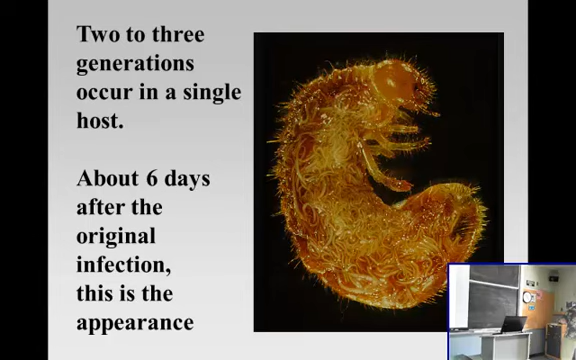 Two to three
generations
occur in a single
host.
About 6 days
after the
original
infection,
this is the
appearance